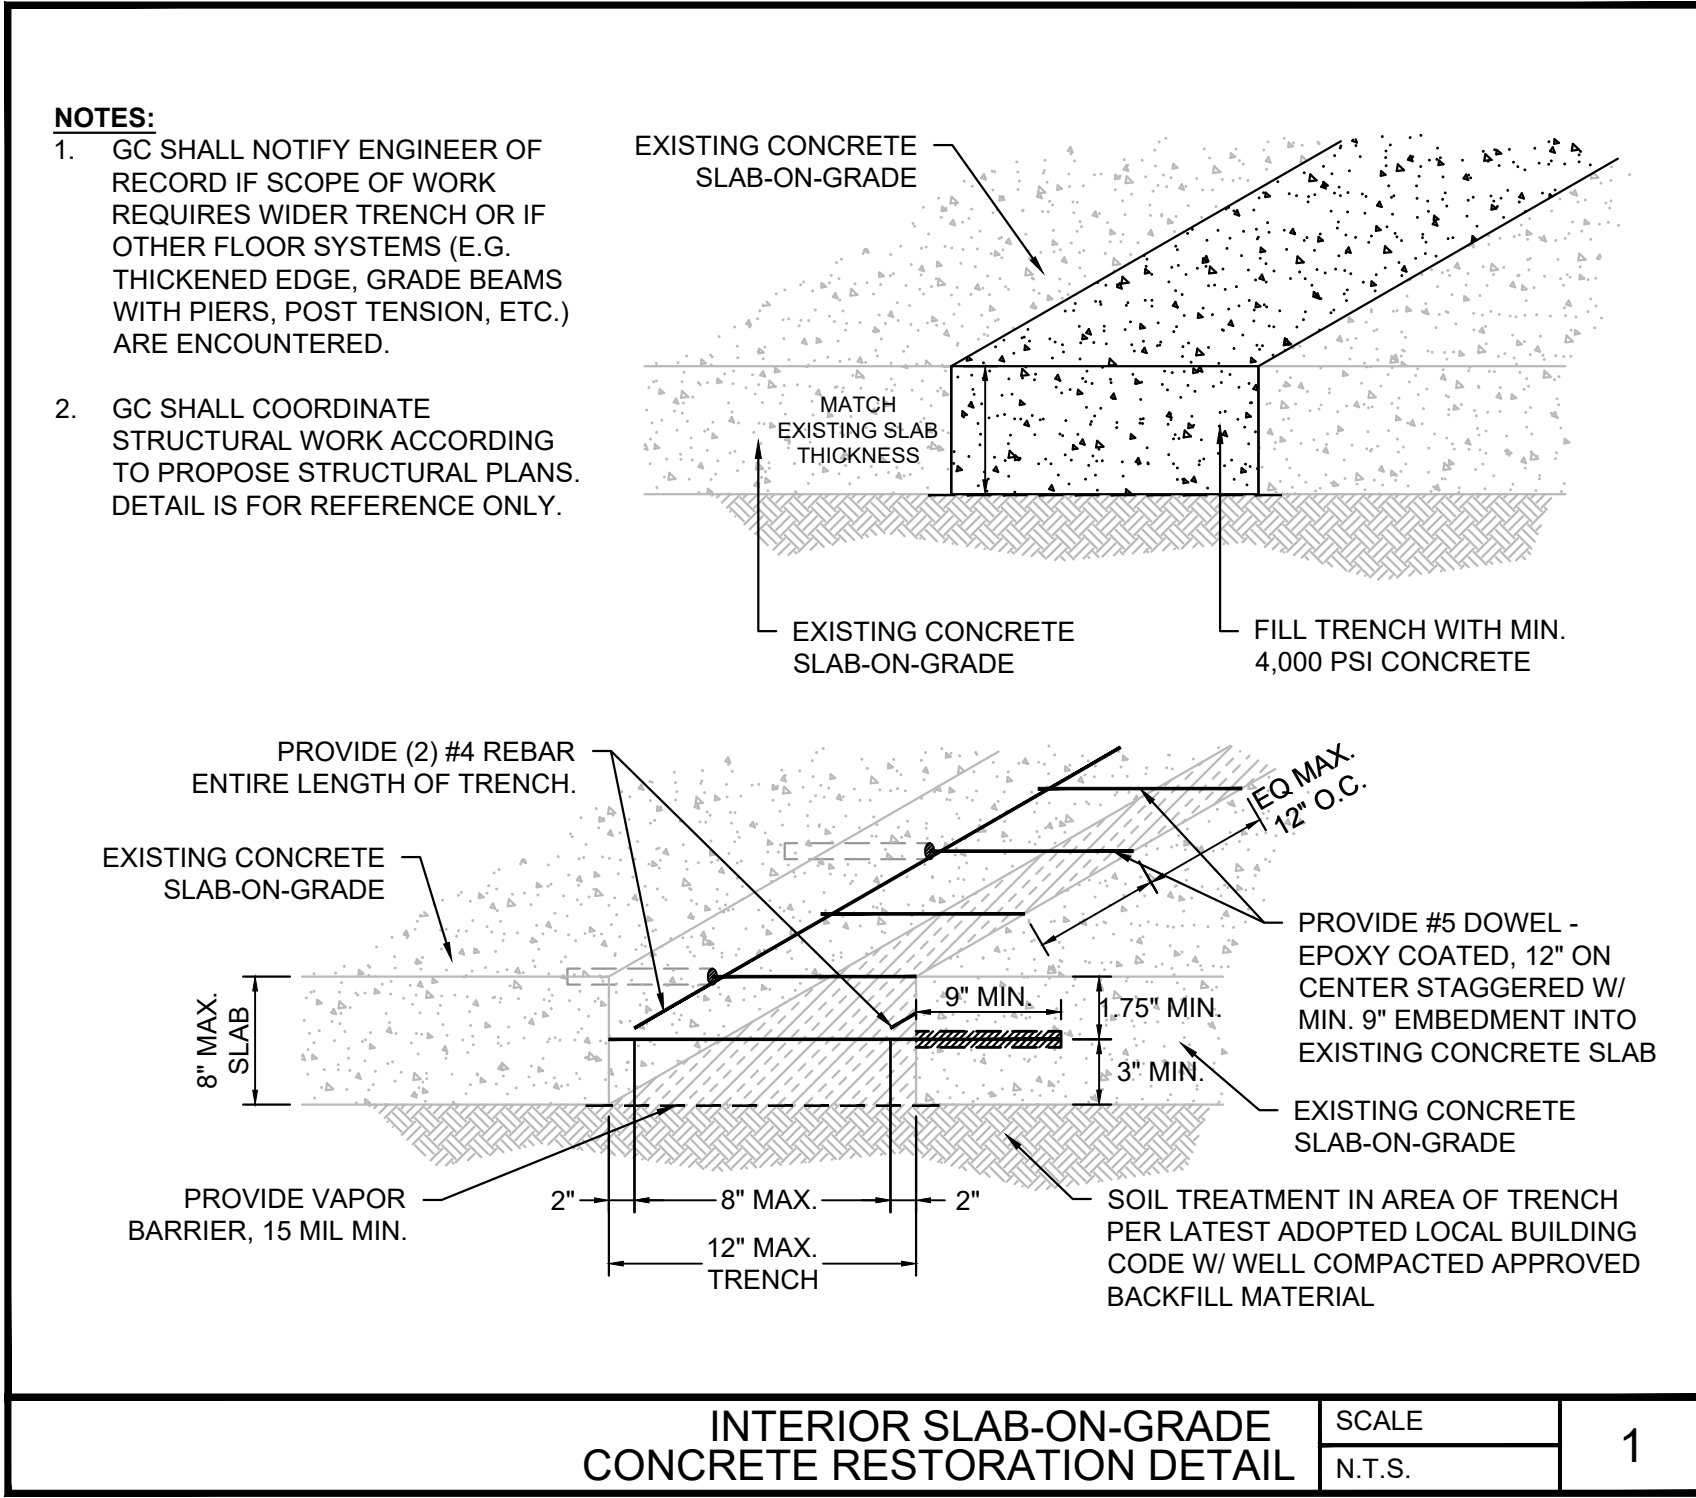 NOTES:
1. GC SHALL NOTIFY ENGINEER OF
RECORD IF SCOPE OF WORK
REQUIRES WIDER TRENCH OR IF
OTHER FLOOR SYSTEMS (E.G.
THICKENED EDGE, GRADE BEAMS
WITH PIERS, POST TENSION, ETC.)
ARE ENCOUNTERED.
2. GC SHALL COORDINATE
STRUCTURAL WORK ACCORDING
TO PROPOSE STRUCTURAL PLANS.
DETAIL IS FOR REFERENCE ONLY.
EXISTING CONCRETE
SLAB-ON-GRADE
MATCH
EXISTING SLAB
THICKNESS
EXISTING CONCRETE
SLAB-ON-GRADE
FILL TRENCH WITH MIN.
4,000 PSI CONCRETE
PROVIDE (2) #4 REBAR
ENTIRE LENGTH OF TRENCH.
EQ MAX.
12" O.C.
EXISTING CONCRETE
SLAB-ON-GRADE
PROVIDE #5 DOWEL -
EPOXY COATED, 12" ON
CENTER STAGGERED W/
MIN. 9" EMBEDMENT INTO
EXISTING CONCRETE SLAB
8" MAX.
SLAB
9" MIN.
1.75" MIN.
3" MIN.
EXISTING CONCRETE
SLAB-ON-GRADE
PROVIDE VAPOR
BARRIER, 15 MIL MIN.
2"
8" MAX.
2"
12" MAX.
TRENCH
SOIL TREATMENT IN AREA OF TRENCH
PER LATEST ADOPTED LOCAL BUILDING
CODE W/ WELL COMPACTED APPROVED
BACKFILL MATERIAL
INTERIOR SLAB-ON-GRADE
CONCRETE RESTORATION DETAIL
SCALE
N.T.S.
1